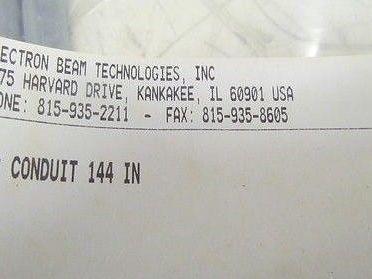 ECTRON BEAM TECHNOLOGIES, INC
75 HARVARD DRIVE, KANKAKEE, IL 60901 USA
ONE: 815-935-2211 - FAX: 815-935-8605
CONDUIT 144 IN